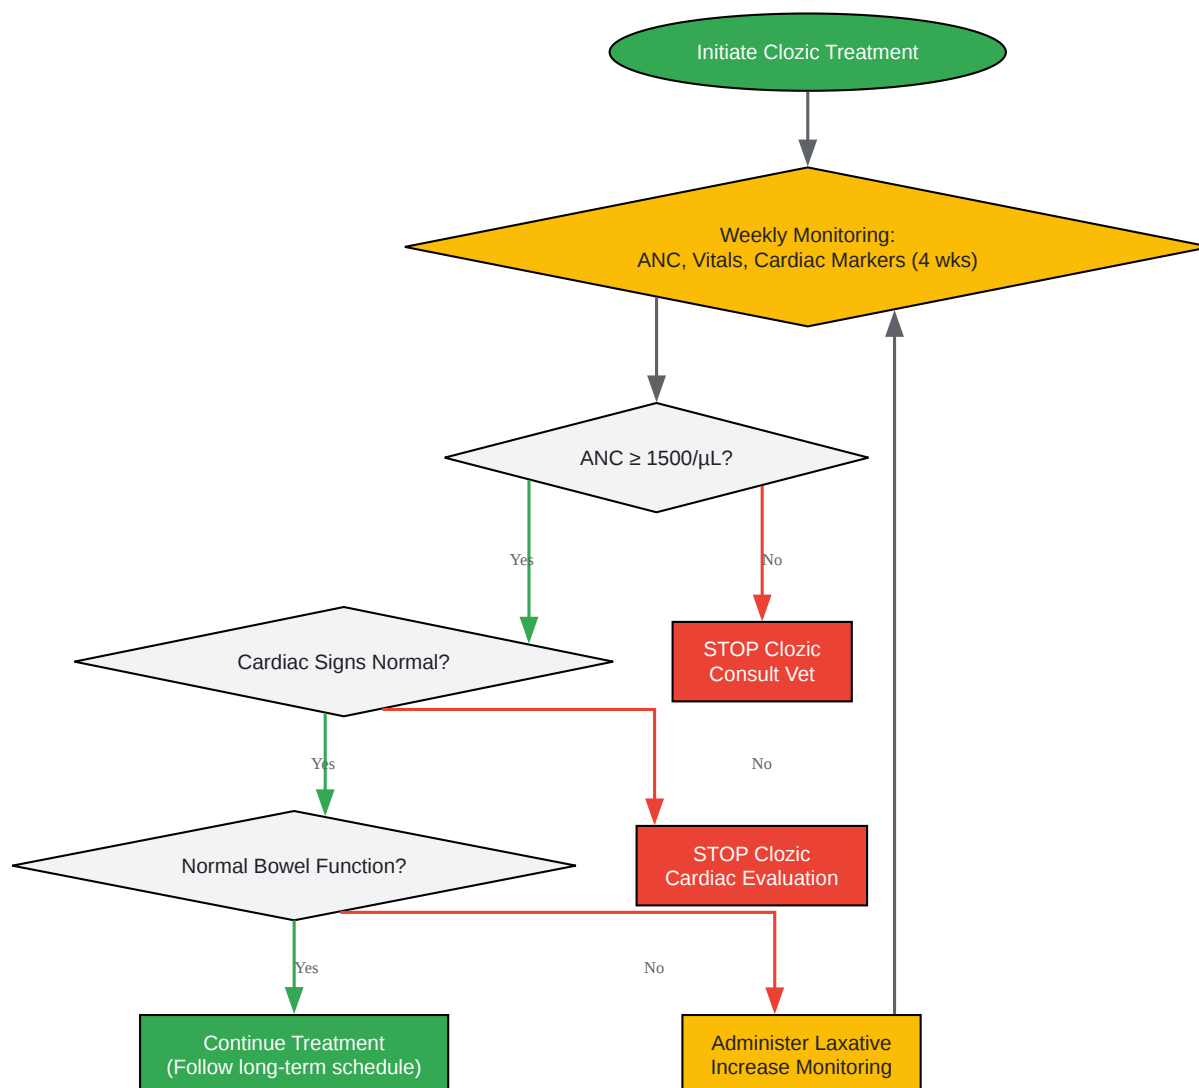 Initiate Clozic Treatment
Weekly Monitoring:
ANC, Vitals, Cardiac Markers (4 wks)
ANC ≥ 1500/µL?
Yes
No
Cardiac Signs Normal?
STOP Clozic
Consult Vet
Yes
No
Normal Bowel Function?
STOP Clozic
Cardiac Evaluation
Yes
No
Continue Treatment
(Follow long-term schedule)
Administer Laxative
Increase Monitoring